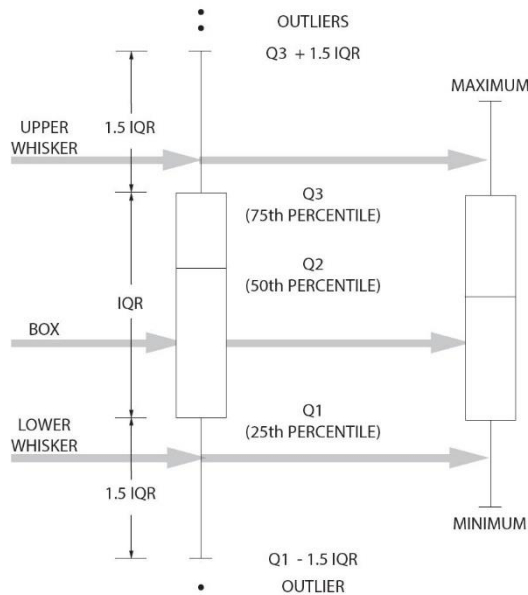 OUTLIERS
Q3 + 1.5 IQR
MAXIMUM
UPPER
WHISKER
1.5 IQR
Q3
(75th PERCENTILE)
Q2
(50th PERCENTILE)
IQR
BOX
Q1
(25th PERCENTILE)
LOWER
WHISKER
1.5 IQR
MINIMUM
Q1 - 1.5 IQR
OUTLIER